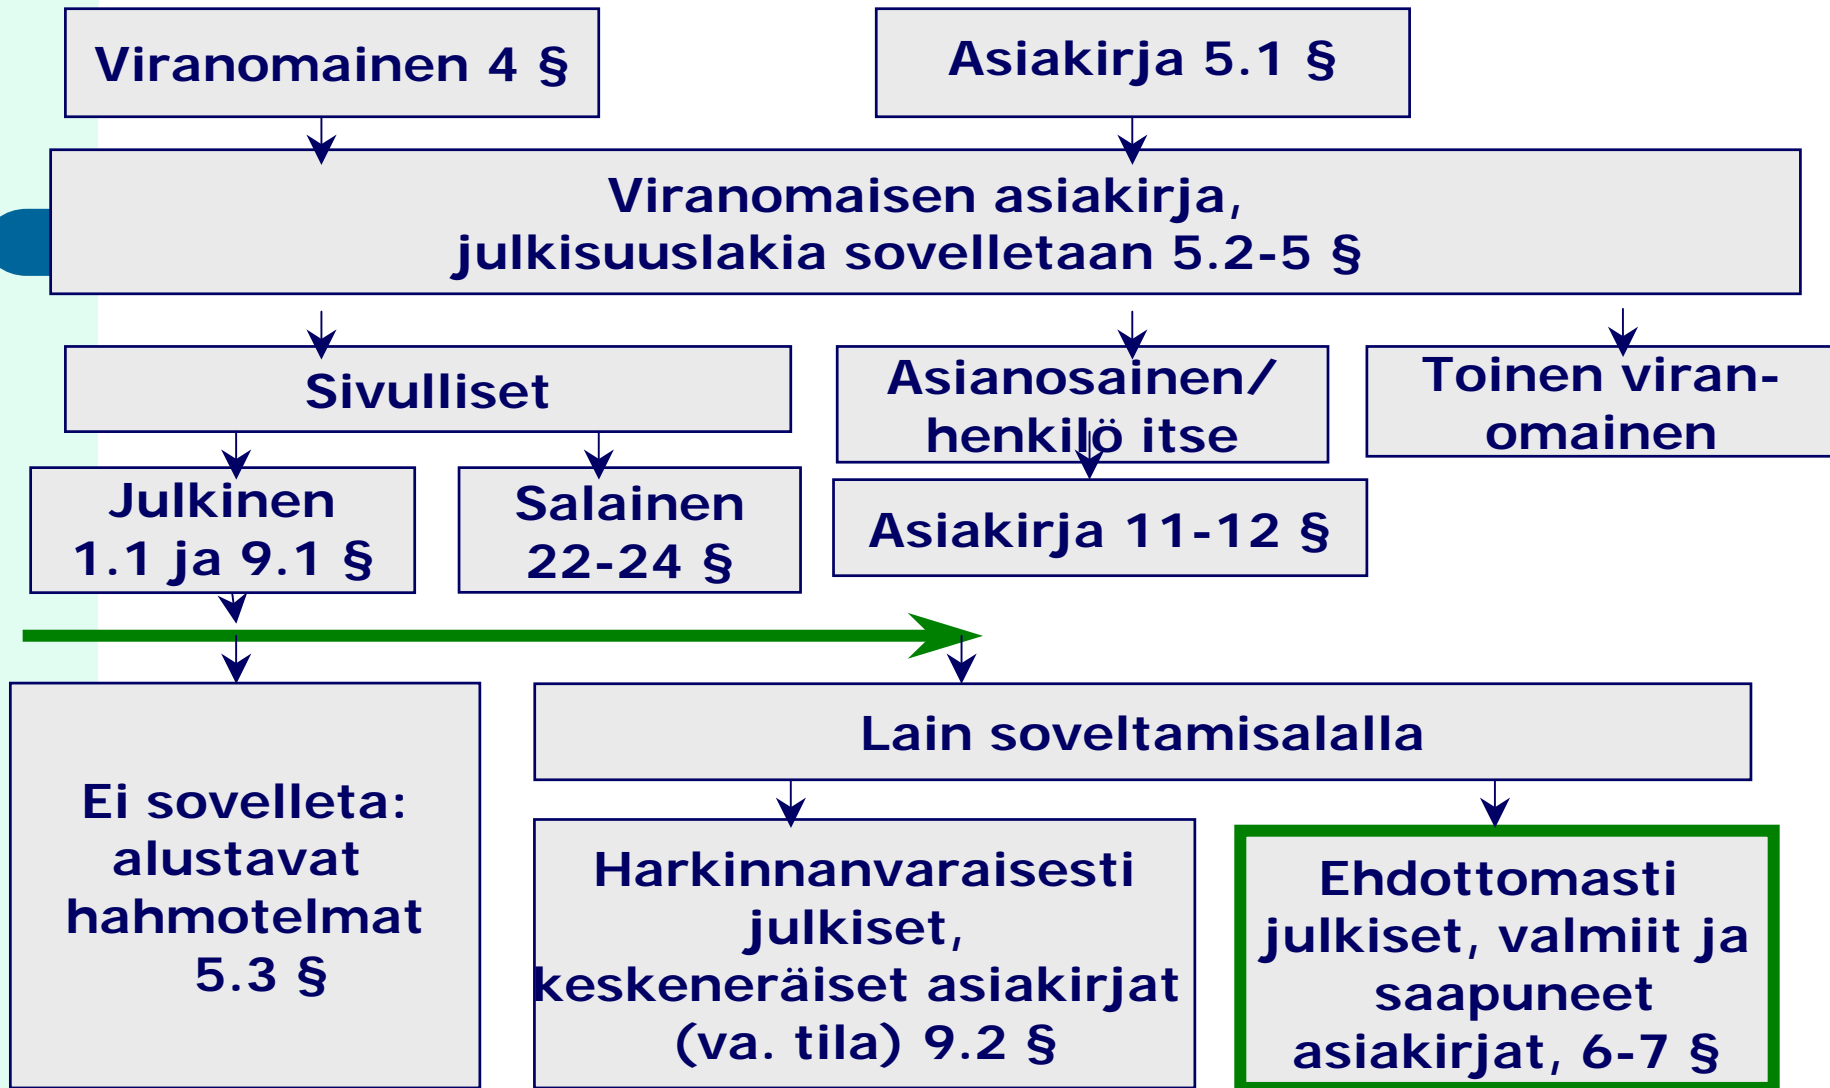 Viranomainen 4 §
Asiakirja 5.1 §
Viranomaisen asiakirja,
julkisuuslakia sovelletaan 5.2-5 §
Sivulliset
Asianosainen/
henkilö itse
Toinen viran-
omainen
Julkinen
1.1 ja 9.1 §
Salainen
22-24 §
Asiakirja 11-12 §
Ei sovelleta:
alustavat
hahmotelmat
5.3 §
Lain soveltamisalalla
Harkinnanvaraisesti
julkiset,
keskeneräiset asiakirjat
(va. tila) 9.2 §
Ehdottomasti
julkiset, valmiit ja
saapuneet
asiakirjat, 6-7 §